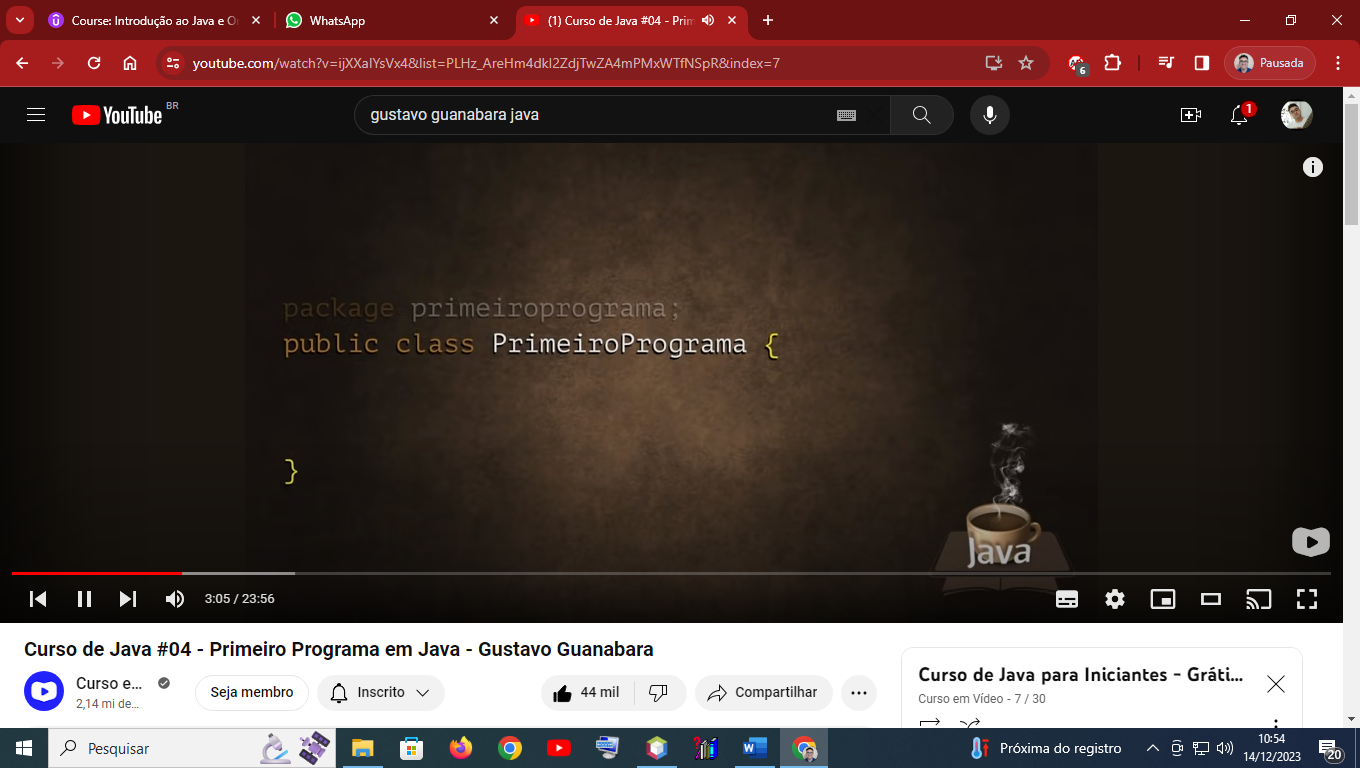 Course: Introdução ao Java e O
WhatsApp
(1) Curso de Java #04 - Prim
youtube.com/watch?v=ijXXalYsVx4&list=PLHz_AreHm4dkI2ZdjTwZA4mPMxWTfNSpR&index=7
6
Pausada
YouTube BR
gustavo guanabara java
1
package primeiroprograma;
public class PrimeiroPrograma {
}
Java
3:05 / 23:56
Curso de Java #04 - Primeiro Programa em Java - Gustavo Guanabara
Curso e...
2,14 mi de...
Seja membro
Inscrito
44 mil
Compartilhar
Curso de Java para Iniciantes - Gráti...
Curso em Vídeo - 7 / 30
Pesquisar
Próxima do registro
10:54
14/12/2023
20